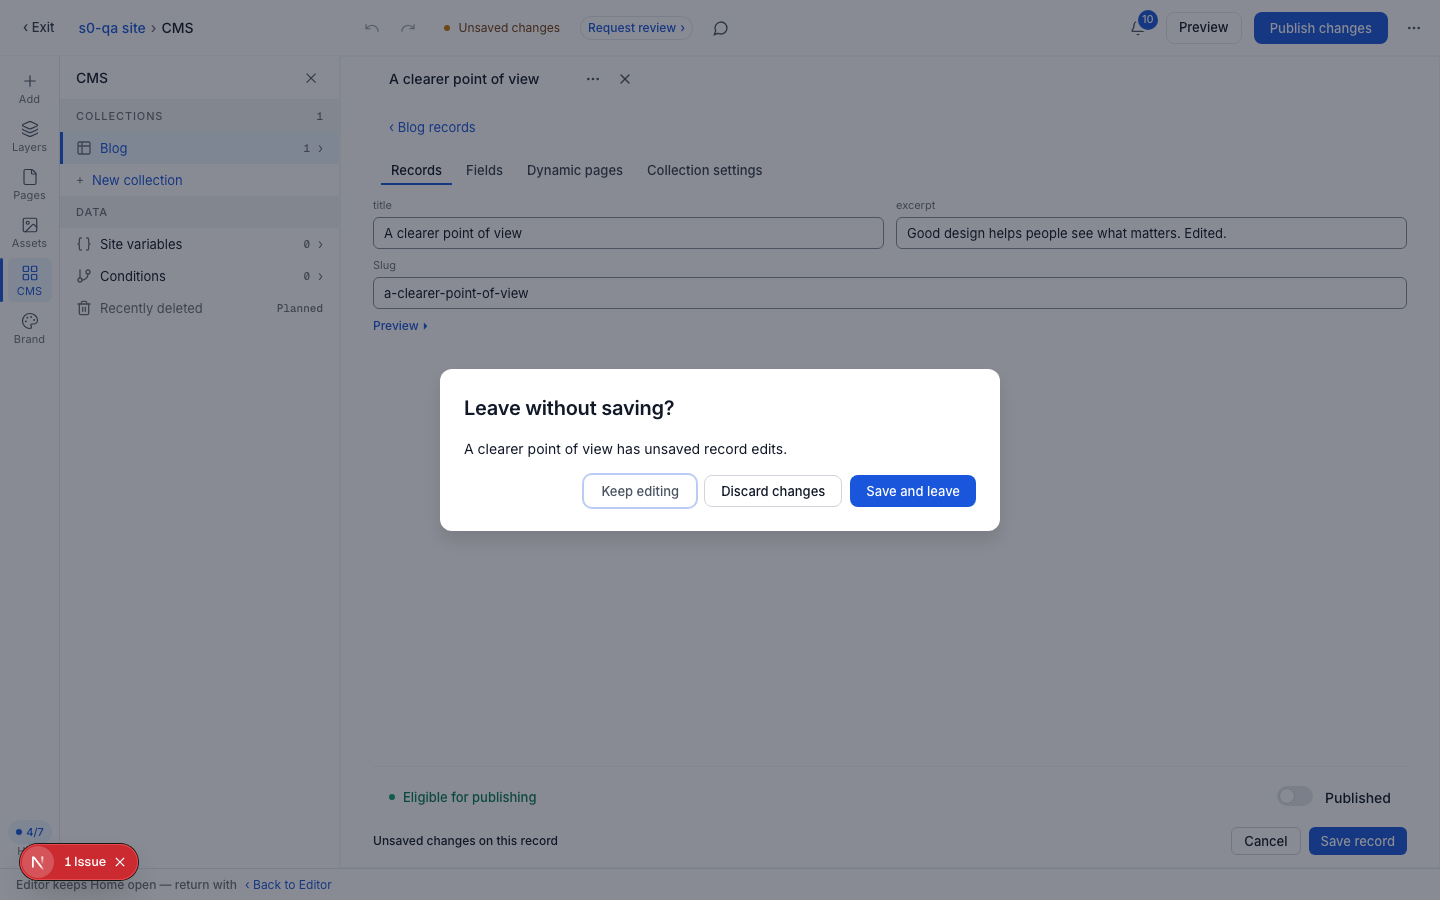 ‹ Exit
s0-qa site › CMS
Unsaved changes
Request review ›
10
Preview
Publish changes
Add
Layers
Pages
Assets
CMS
Brand
4/7
CMS
COLLECTIONS 1
Blog 1 ›
+ New collection
DATA
Site variables 0 ›
Conditions 0 ›
Recently deleted Planned
A clearer point of view
‹ Blog records
Records Fields Dynamic pages Collection settings
title
A clearer point of view
excerpt
Good design helps people see what matters. Edited.
Slug
a-clearer-point-of-view
Preview
Leave without saving?
A clearer point of view has unsaved record edits.
Keep editing Discard changes Save and leave
Eligible for publishing
Published
Unsaved changes on this record
Cancel Save record
N 1 Issue
Editor keeps Home open — return with ‹ Back to Editor